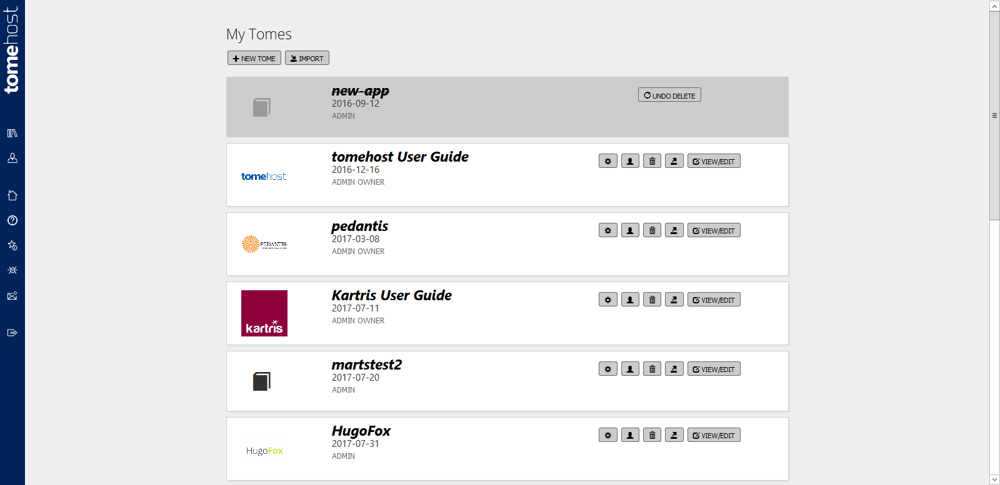 tomehost
My Tomes
NEW TOME
IMPORT
new-app
2016-09-12
ADMIN
UNDO DELETE
tomehost
tomehost User Guide
2016-12-16
ADMIN OWNER
VIEW/EDIT
PEDANTIS
pedantis
2017-03-08
ADMIN OWNER
VIEW/EDIT
kartris
Kartris User Guide
2017-07-11
ADMIN OWNER
VIEW/EDIT
martstest2
2017-07-20
ADMIN
VIEW/EDIT
HugoFox
HugoFox
2017-07-31
ADMIN
VIEW/EDIT